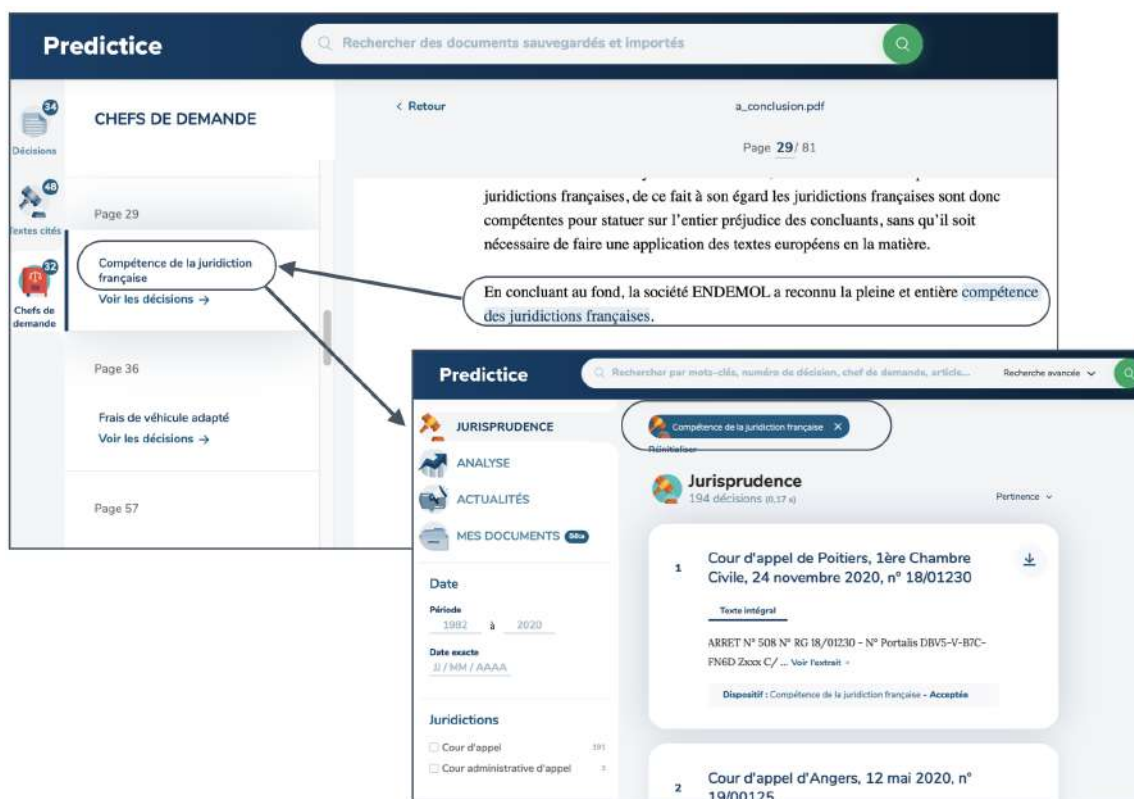 Predictice
Rechercher des documents sauvegardés et importés
34
Décisions
48
Textes cités
32
Chefs de
demande
CHEFS DE DEMANDE
Page 29
Compétence de la juridiction
française
Voir les décisions →
Page 36
Frais de véhicule adapté
Voir les décisions →
Page 57
< Retour
a_conclusion.pdf
Page 29/ 81
juridictions françaises, de ce fait à son égard les juridictions françaises sont donc
compétentes pour statuer sur l'entier préjudice des concluants, sans qu'il soit
nécessaire de faire une application des textes européens en la matière.
En concluant au fond, la société ENDEMOL a reconnu la pleine et entière compétence
des juridictions françaises.
Predictice
Rechercher par mots-clés, numéro de décision, chef de demande, article...
Recherche avancée
JURISPRUDENCE
ANALYSE
ACTUALITÉS
MES DOCUMENTS Bêta
Date
Période
1982 à 2020
Date exacte
JJ / MM / AAAA
Juridictions
Cour d'appel 191
Cour administrative d'appel 3
Compétence de la juridiction française X
Réinitialiser
Jurisprudence
194 décisions (0,17 s)
Pertinence
1
Cour d'appel de Poitiers, 1ère Chambre
Civile, 24 novembre 2020, n° 18/01230
Texte intégral
ARRET N° 508 N° RG 18/01230 - N° Portalis DBV5-V-B7C-
FN6D Zxxx C/ ... Voir l'extrait
Dispositif : Compétence de la juridiction française - Acceptée
2
Cour d'appel d'Angers, 12 mai 2020, n°
19/00125